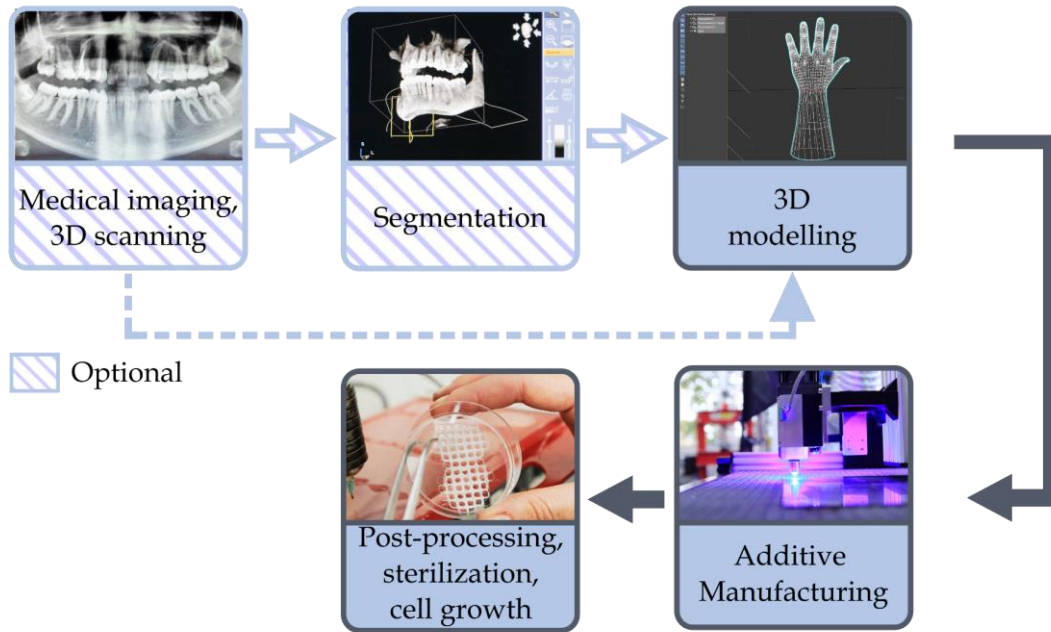 Medical imaging,
3D scanning
Segmentation
3D
modelling
Optional
Post-processing,
sterilization,
cell growth
Additive
Manufacturing